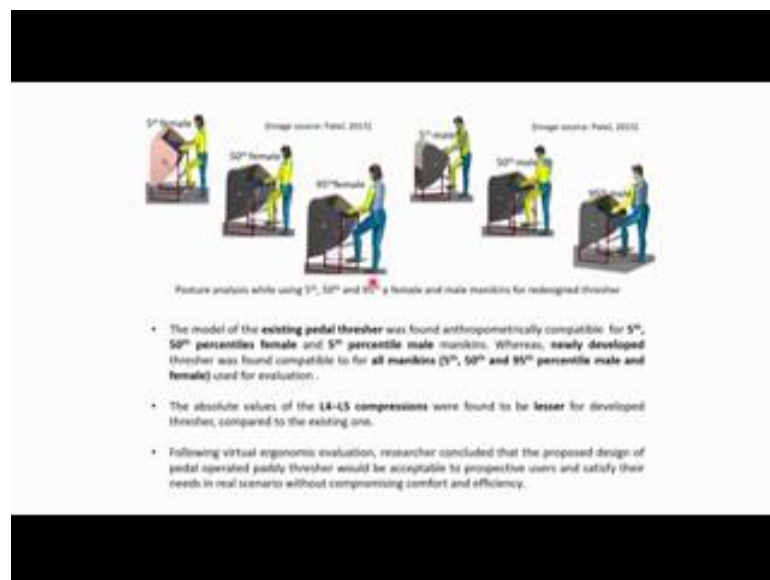 5th female
[Image source: Patel, 2015]
5th male
[Image source: Patel, 2015]
50th female
50th male
95th female
95th male
Posture analysis while using 5th, 50th and 95th p female and male manikins for redesigned thresher
• The model of the existing pedal thresher was found anthropometrically compatible for 5th,
50th percentiles female and 5th percentile male manikins. Whereas, newly developed
thresher was found compatible to for all manikins (5th, 50th and 95th percentile male and
female) used for evaluation .
• The absolute values of the L4–L5 compressions were found to be lesser for developed
thresher, compared to the existing one.
• Following virtual ergonomic evaluation, researcher concluded that the proposed design of
pedal operated paddy thresher would be acceptable to prospective users and satisfy their
needs in real scenario without compromising comfort and efficiency.